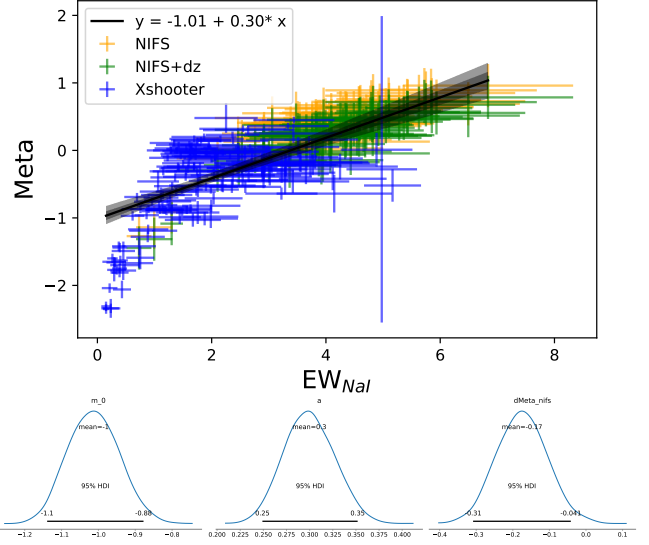 y = -1.01 + 0.30* x
NIFS
NIFS+dz
Xshooter
Meta
2
1
0
−1
−2
0 2 4 6 8
EW_NaI
m_0 a dMeta_nifs
mean=-1 mean=0.3 mean=-0.17
95% HDI 95% HDI 95% HDI
-1.1 -0.88 0.25 0.35 -0.31 -0.041
−1.2 −1.1 −1.0 −0.9 −0.8 0.200 0.225 0.250 0.275 0.300 0.325 0.350 0.375 0.400 −0.4 −0.3 −0.2 −0.1 0.0 0.1